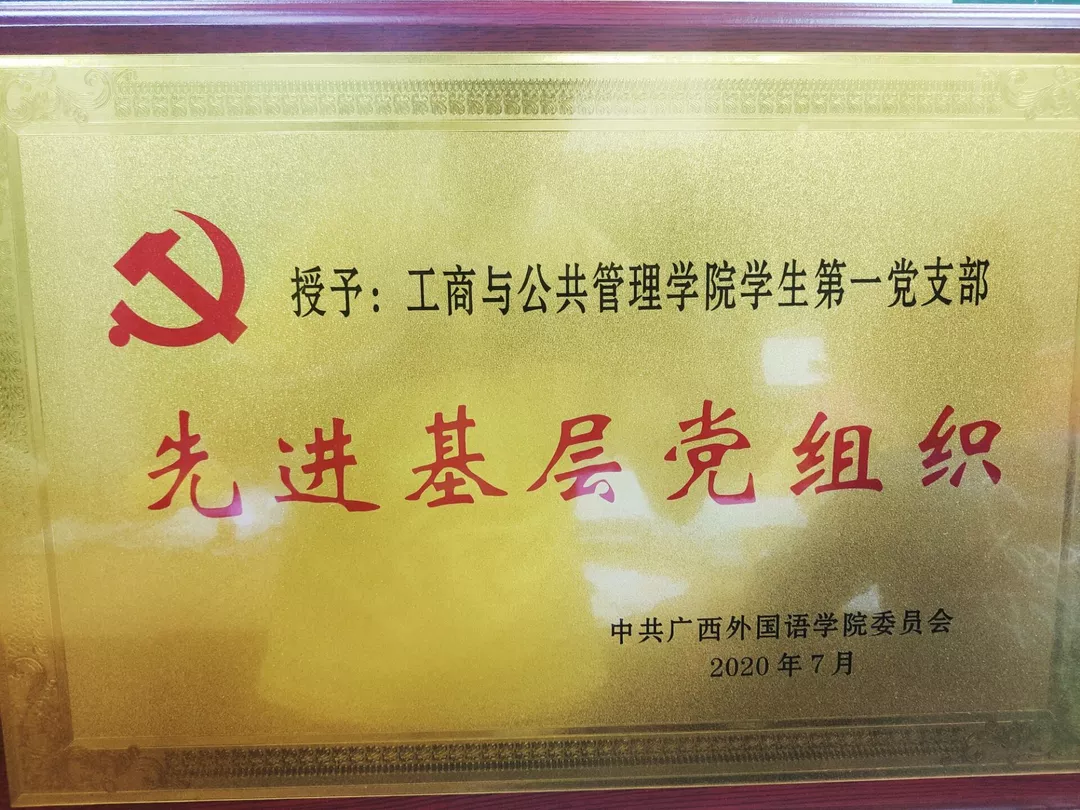 授予：工商与公共管理学院学生第一党支部
先进基层党组织
中共广西外国语学院委员会
2020年7月